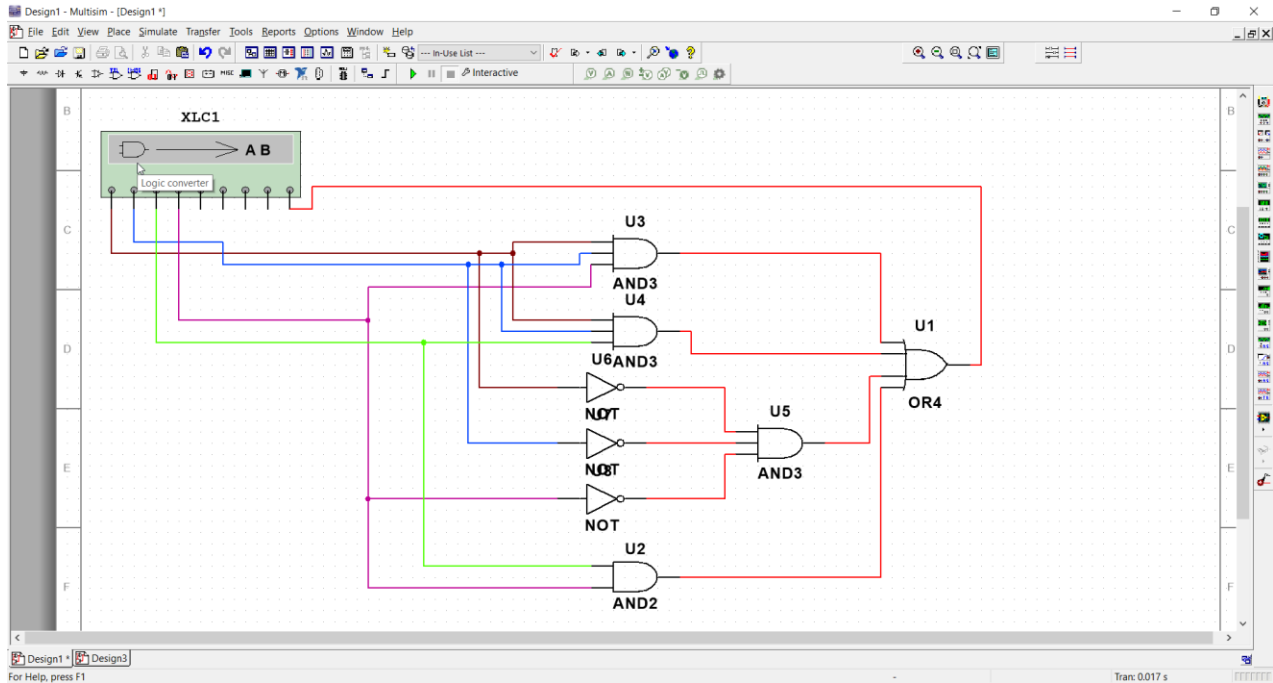 Design1 - Multisim - [Design1 *]
File Edit View Place Simulate Transfer Tools Reports Options Window Help
--- In-Use List ---
MISC Interactive
B B
XLC1
A B
Logic converter
C C
U3
AND3
U4
D D
U1
U6 AND3
OR4
NOT
U5
E E
NOT
AND3
NOT
U2
F F
AND2
Design1 * Design3
For Help, press F1 - Tran: 0.017 s